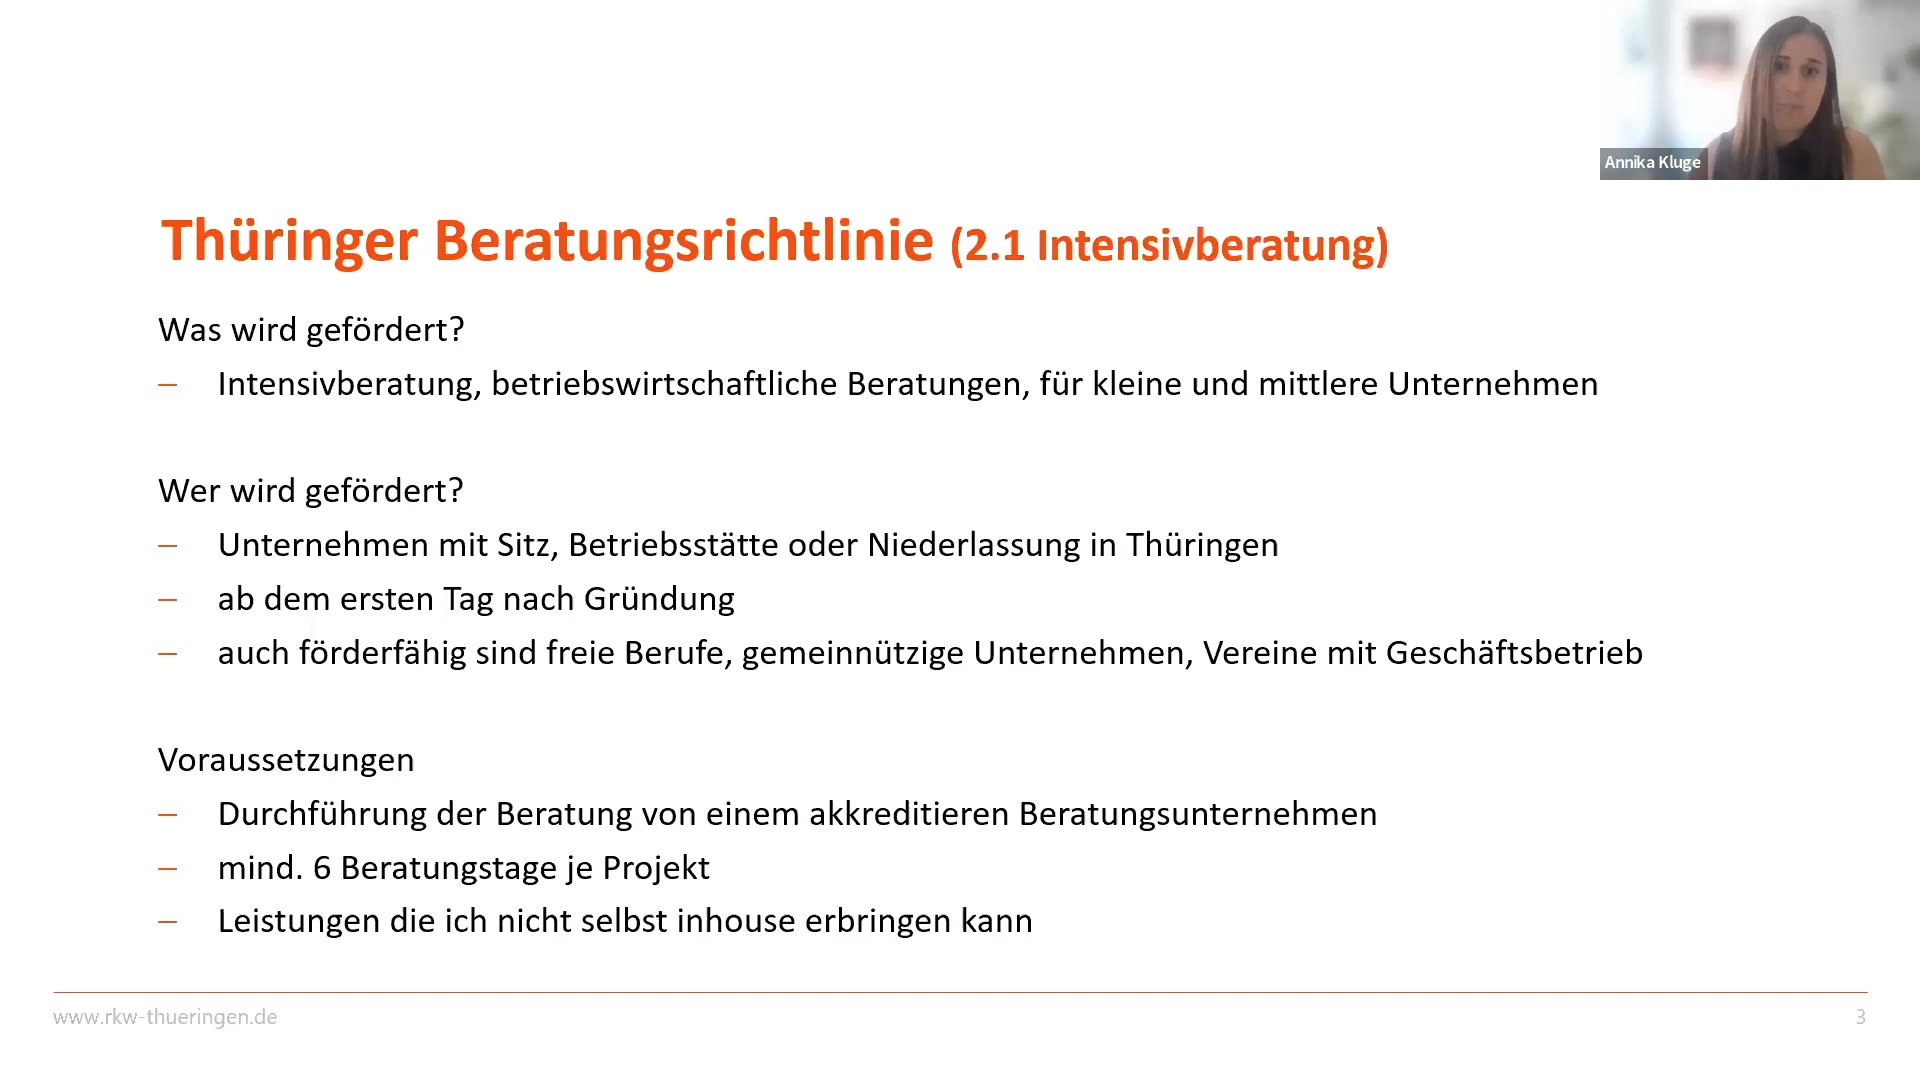 Annika Kluge
Thüringer Beratungsrichtlinie (2.1 Intensivberatung)
Was wird gefördert?
– Intensivberatung, betriebswirtschaftliche Beratungen, für kleine und mittlere Unternehmen
Wer wird gefördert?
– Unternehmen mit Sitz, Betriebsstätte oder Niederlassung in Thüringen
– ab dem ersten Tag nach Gründung
– auch förderfähig sind freie Berufe, gemeinnützige Unternehmen, Vereine mit Geschäftsbetrieb
Voraussetzungen
– Durchführung der Beratung von einem akkreditieren Beratungsunternehmen
– mind. 6 Beratungstage je Projekt
– Leistungen die ich nicht selbst inhouse erbringen kann
www.rkw-thueringen.de
3